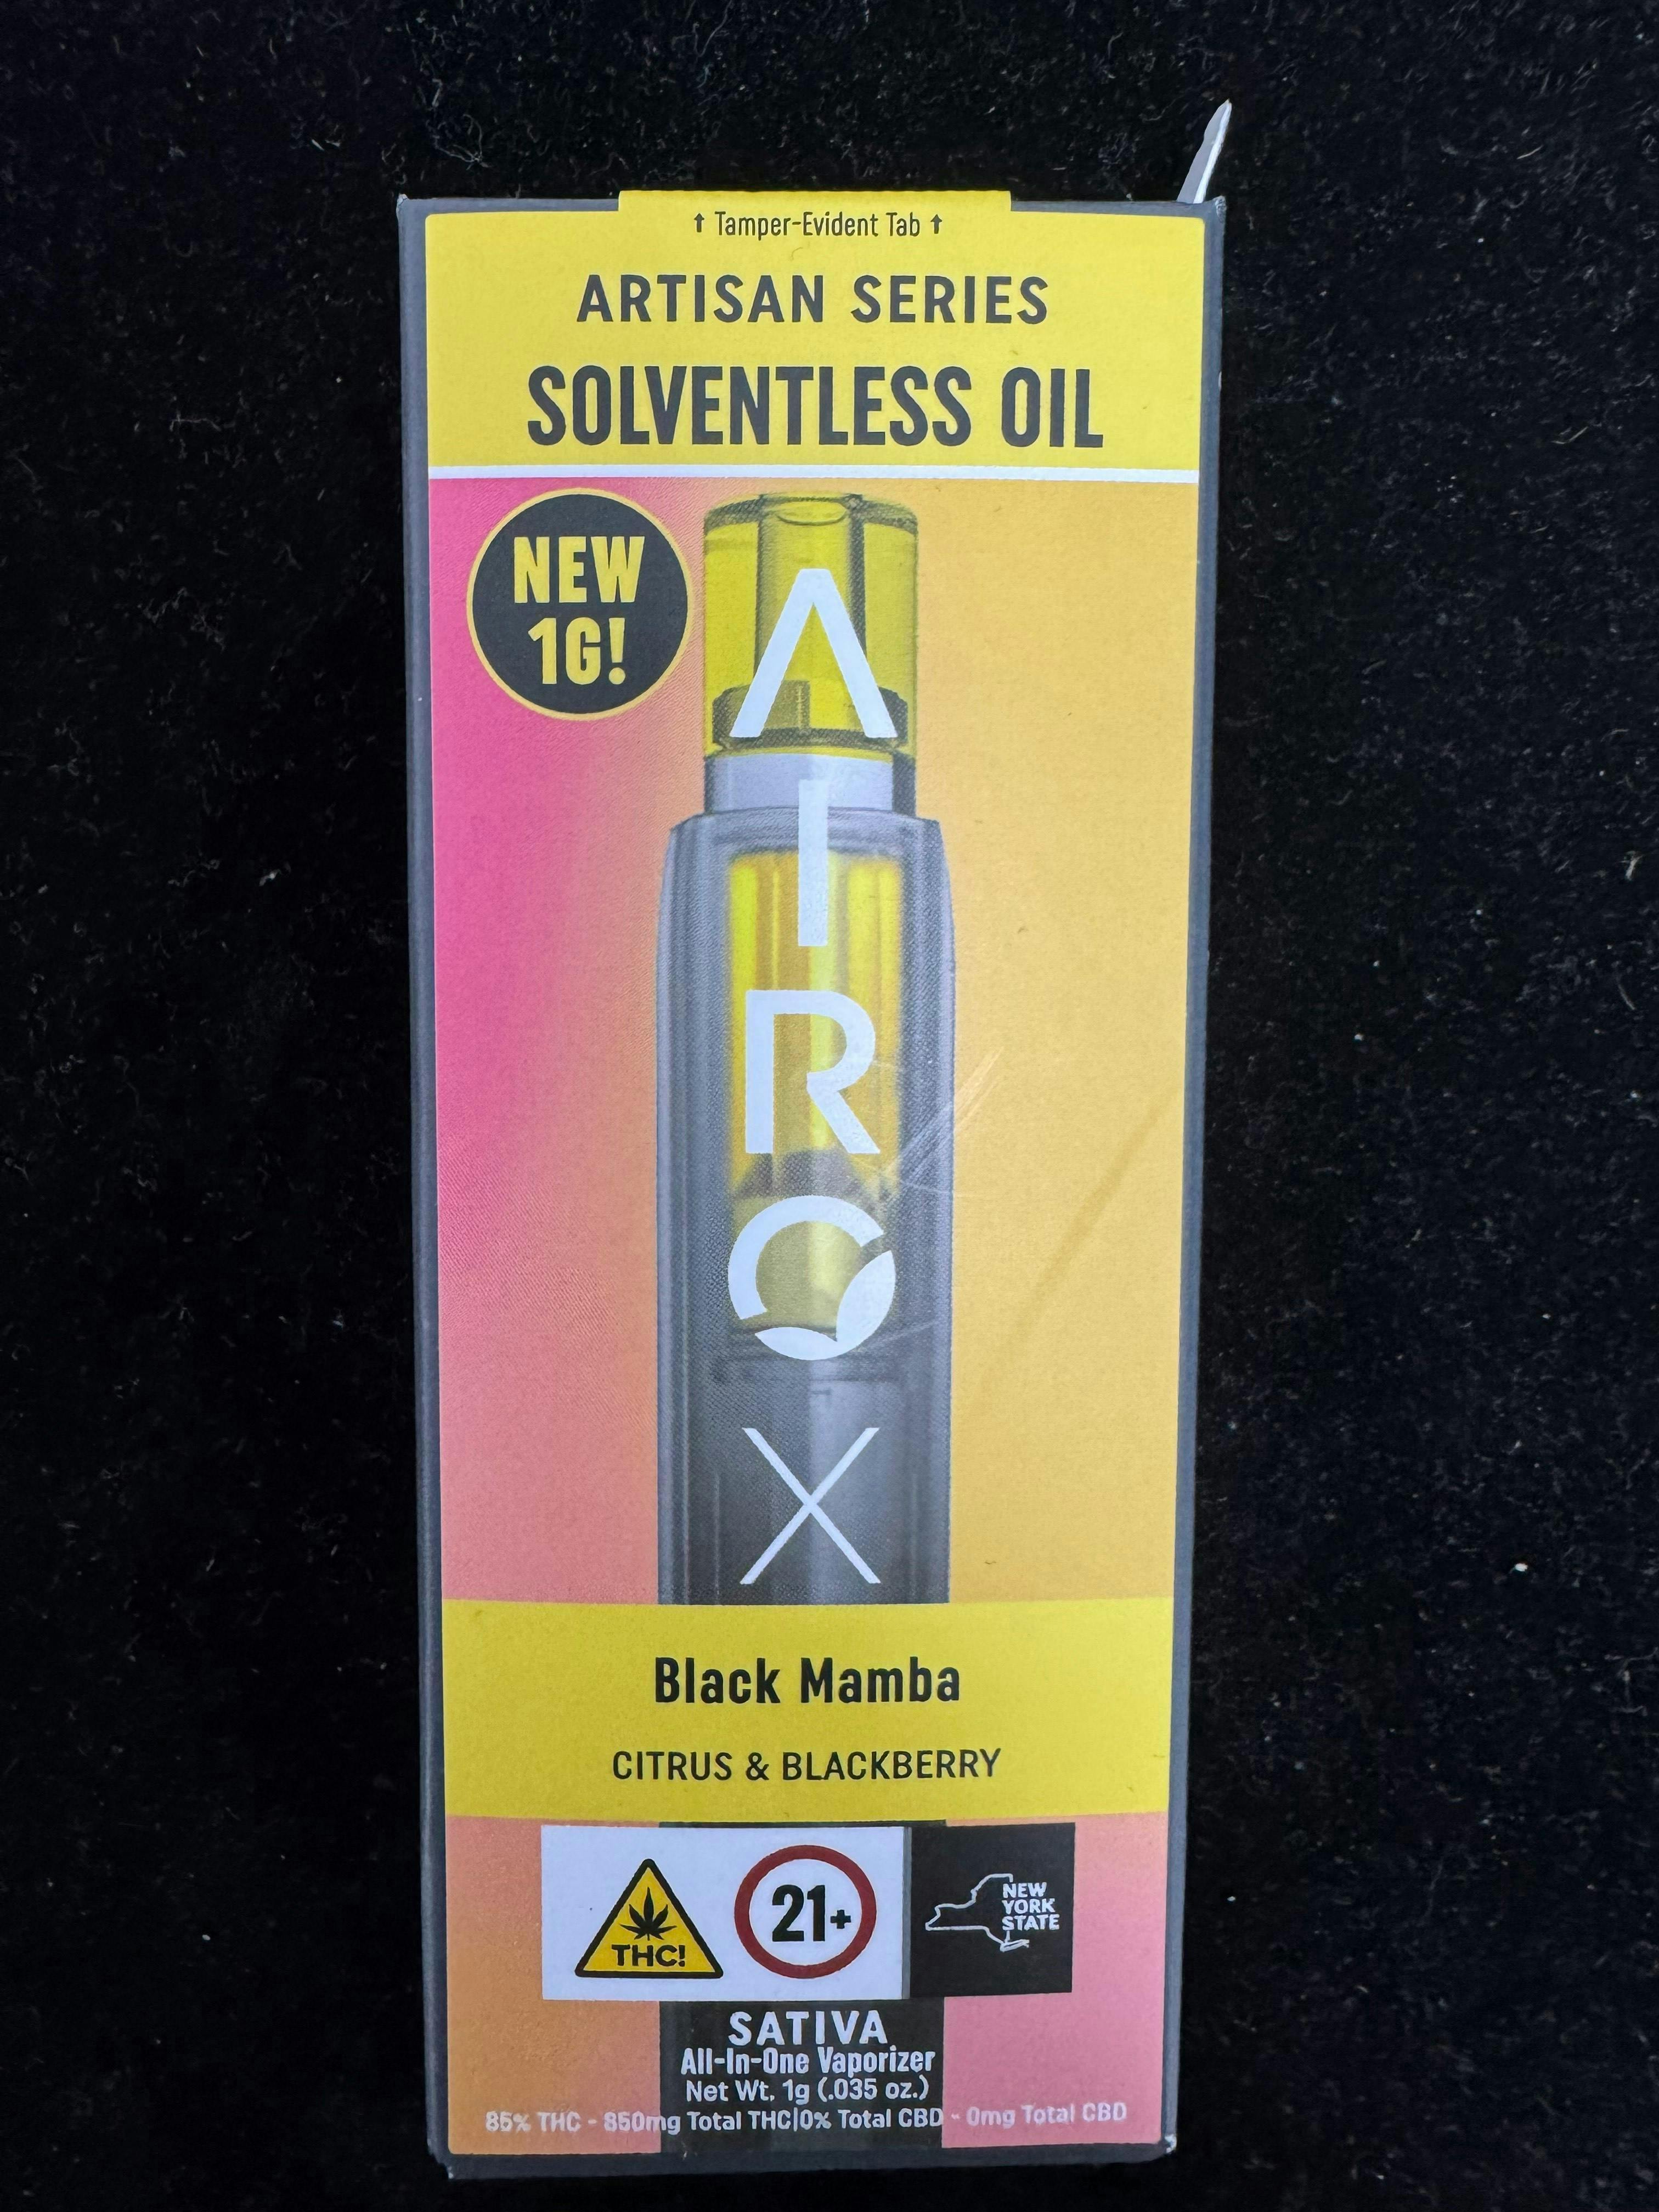 ↑ Tamper-Evident Tab ↑
ARTISAN SERIES
SOLVENTLESS OIL
NEW
1G!
AIRO
X
Black Mamba
CITRUS & BLACKBERRY
THC!
21+
NEW
YORK
STATE
SATIVA
All-In-One Vaporizer
Net Wt. 1g (.035 oz.)
85% THC - 850mg Total THC|0% Total CBD - 0mg Total CBD